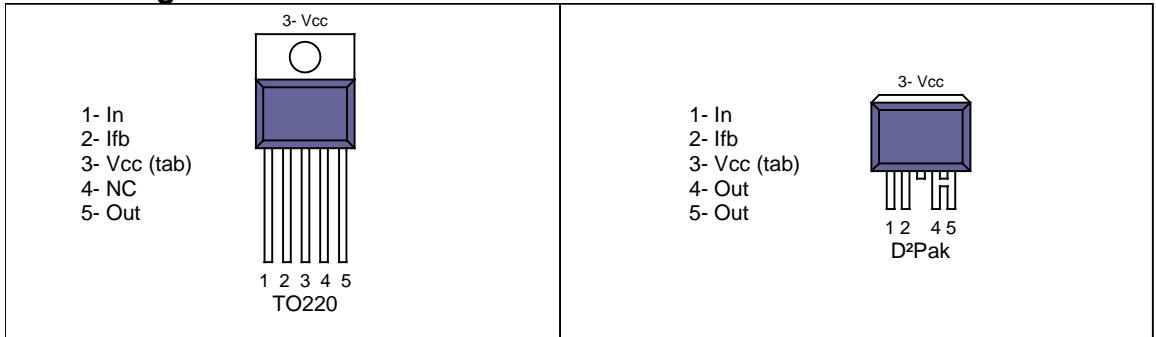 3- Vcc
1- In
2- Ifb
3- Vcc (tab)
4- NC
5- Out
1 2 3 4 5
TO220
3- Vcc
1- In
2- Ifb
3- Vcc (tab)
4- Out
5- Out
1 2 4 5
D²Pak